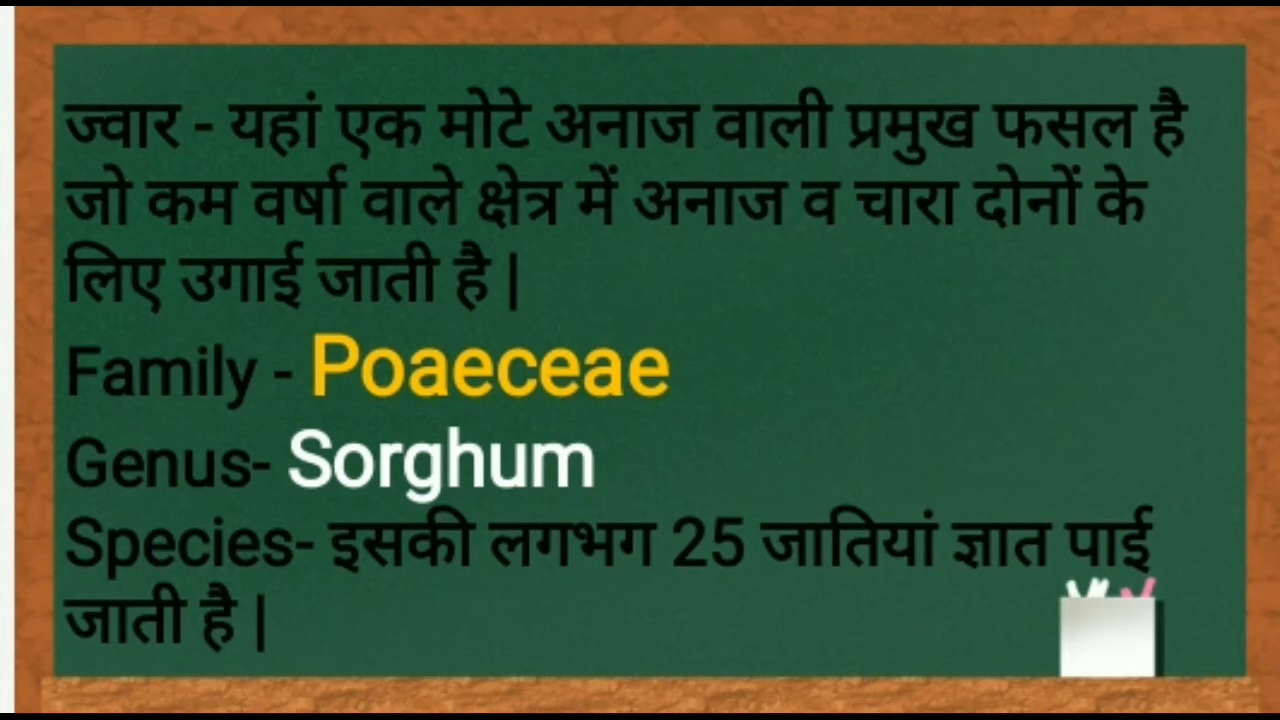 ज्वार - यहां एक मोटे अनाज वाली प्रमुख फसल है
जो कम वर्षा वाले क्षेत्र में अनाज व चारा दोनों के
लिए उगाई जाती है |
Family - Poaeceae
Genus- Sorghum
Species- इसकी लगभग 25 जातियां ज्ञात पाई
जाती है |